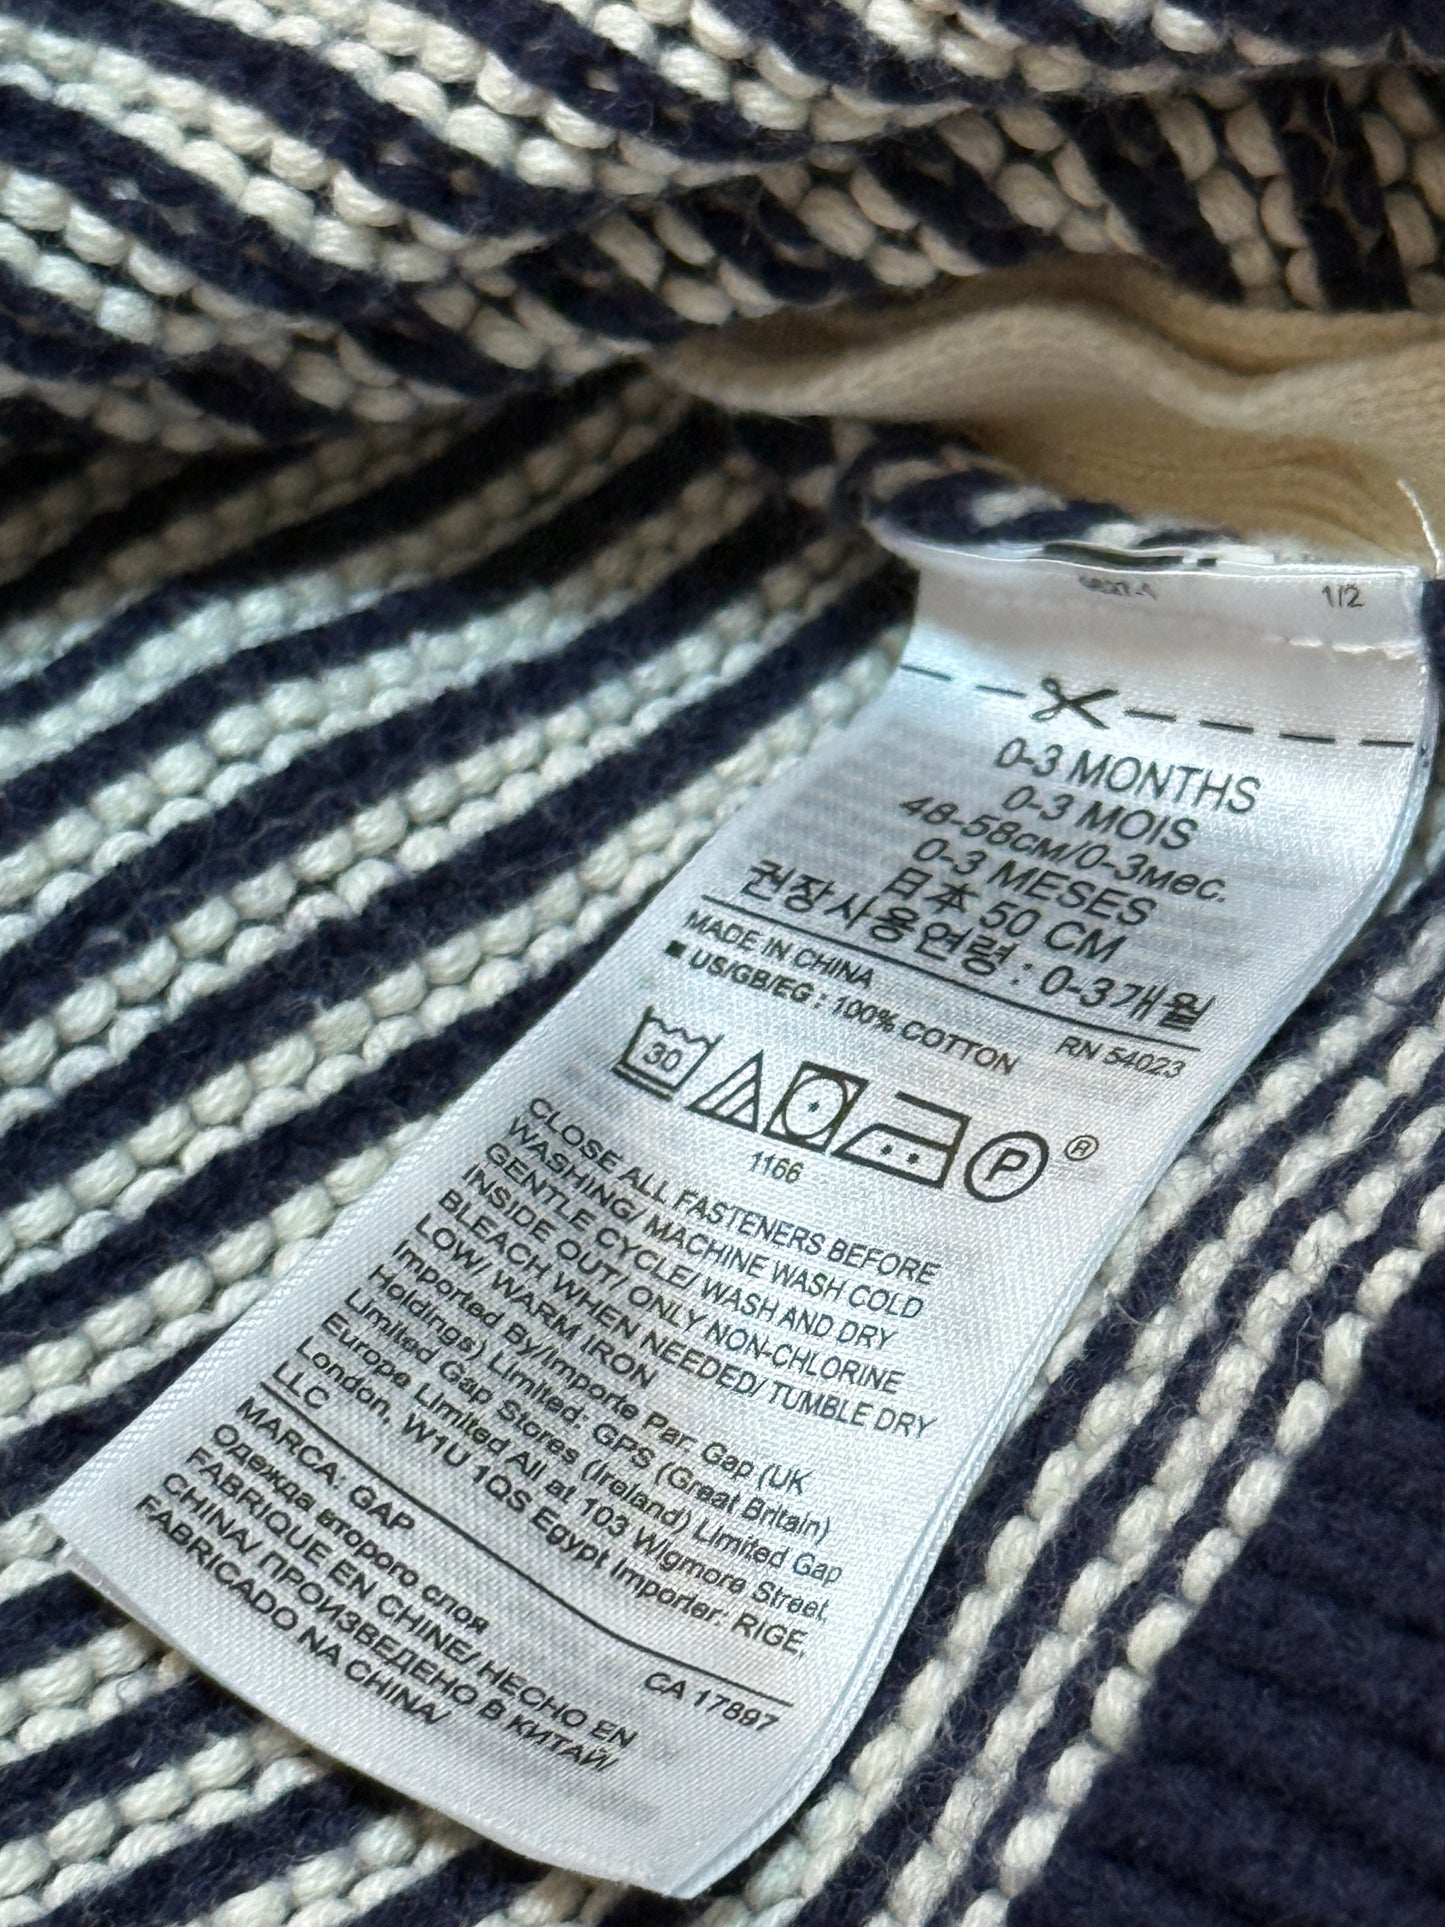 1/2
0-3 MONTHS
0-3 MOIS
48-58см/0-3мес.
0-3 MESES
日本 50 CM
권장사용연령 : 0-3개월
MADE IN CHINA
RN 54023
■ US/GB/EG : 100% COTTON
30
P ®
1166
CLOSE ALL FASTENERS BEFORE
WASHING/ MACHINE WASH COLD
GENTLE CYCLE/ WASH AND DRY
INSIDE OUT/ ONLY NON-CHLORINE
BLEACH WHEN NEEDED/ TUMBLE DRY
LOW/ WARM IRON
Imported By/Importe Par: Gap (UK
Holdings) Limited: GPS (Great Britain)
Limited Gap Stores (Ireland) Limited Gap
Europe Limited All at 103 Wigmore Street,
London, W1U 1QS Egypt Importer: RIGE,
LLC
MARCA: GAP
CA 17897
Одежда второго слоя
FABRIQUE EN CHINE/ HECHO EN
CHINA/ ПРОИЗВЕДЕНО В КИТАЙ/
FABRICADO NA CHINA/